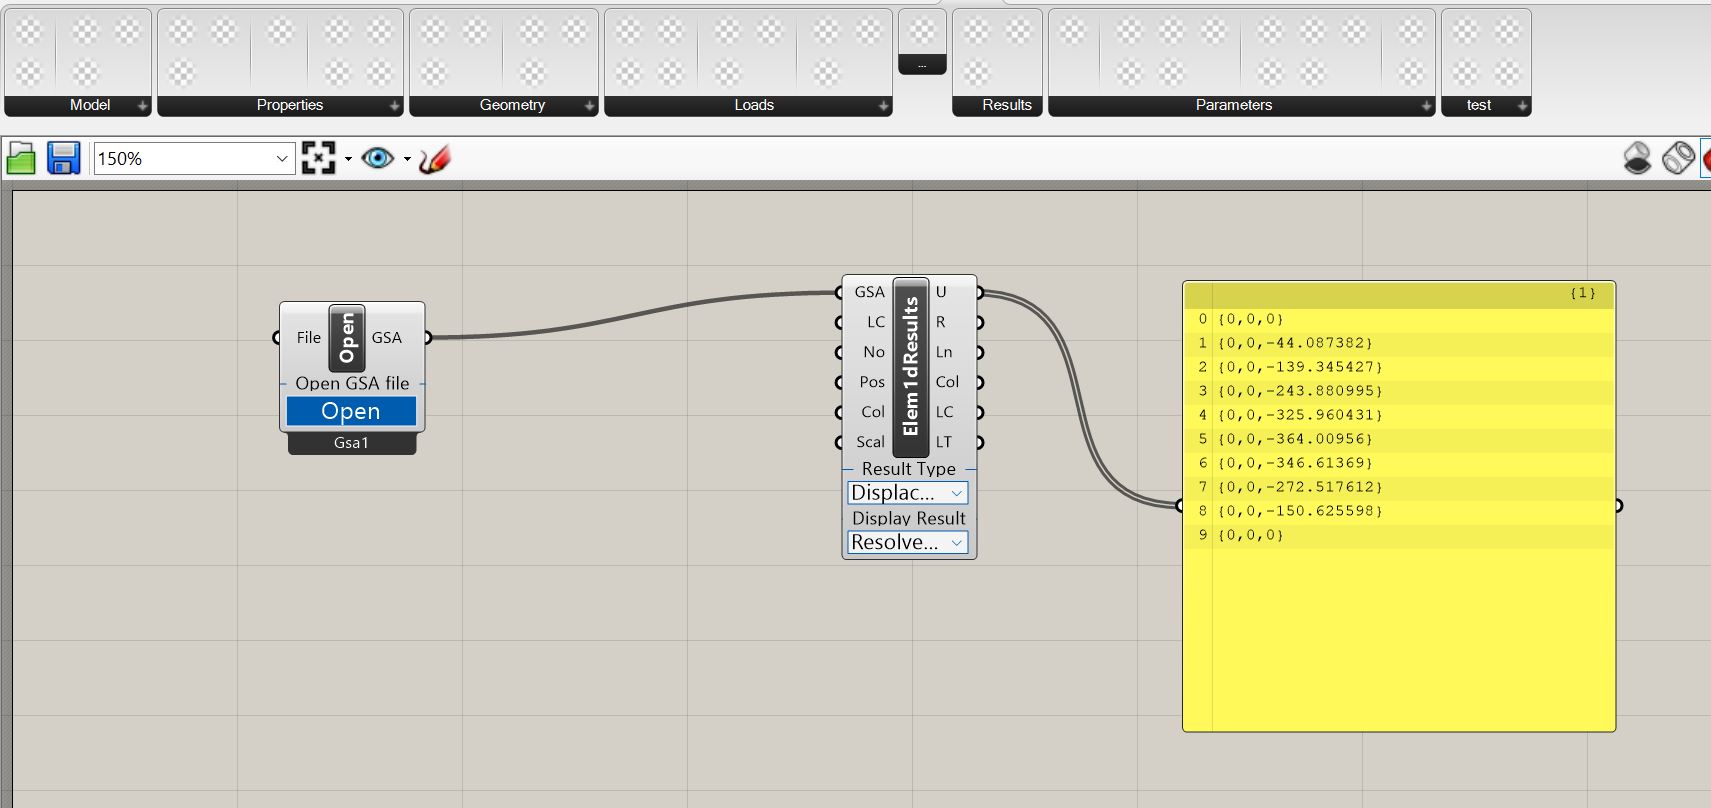 Model
Properties
Geometry
Loads
...
Results
Parameters
test
150%
File
Open
GSA
Open GSA file
Open
Gsa1
GSA
LC
No
Pos
Col
Scal
Elem1dResults
U
R
Ln
Col
LC
LT
Result Type
Displac...
Display Result
Resolve...
{1}
0 {0,0,0}
1 {0,0,-44.087382}
2 {0,0,-139.345427}
3 {0,0,-243.880995}
4 {0,0,-325.960431}
5 {0,0,-364.00956}
6 {0,0,-346.61369}
7 {0,0,-272.517612}
8 {0,0,-150.625598}
9 {0,0,0}